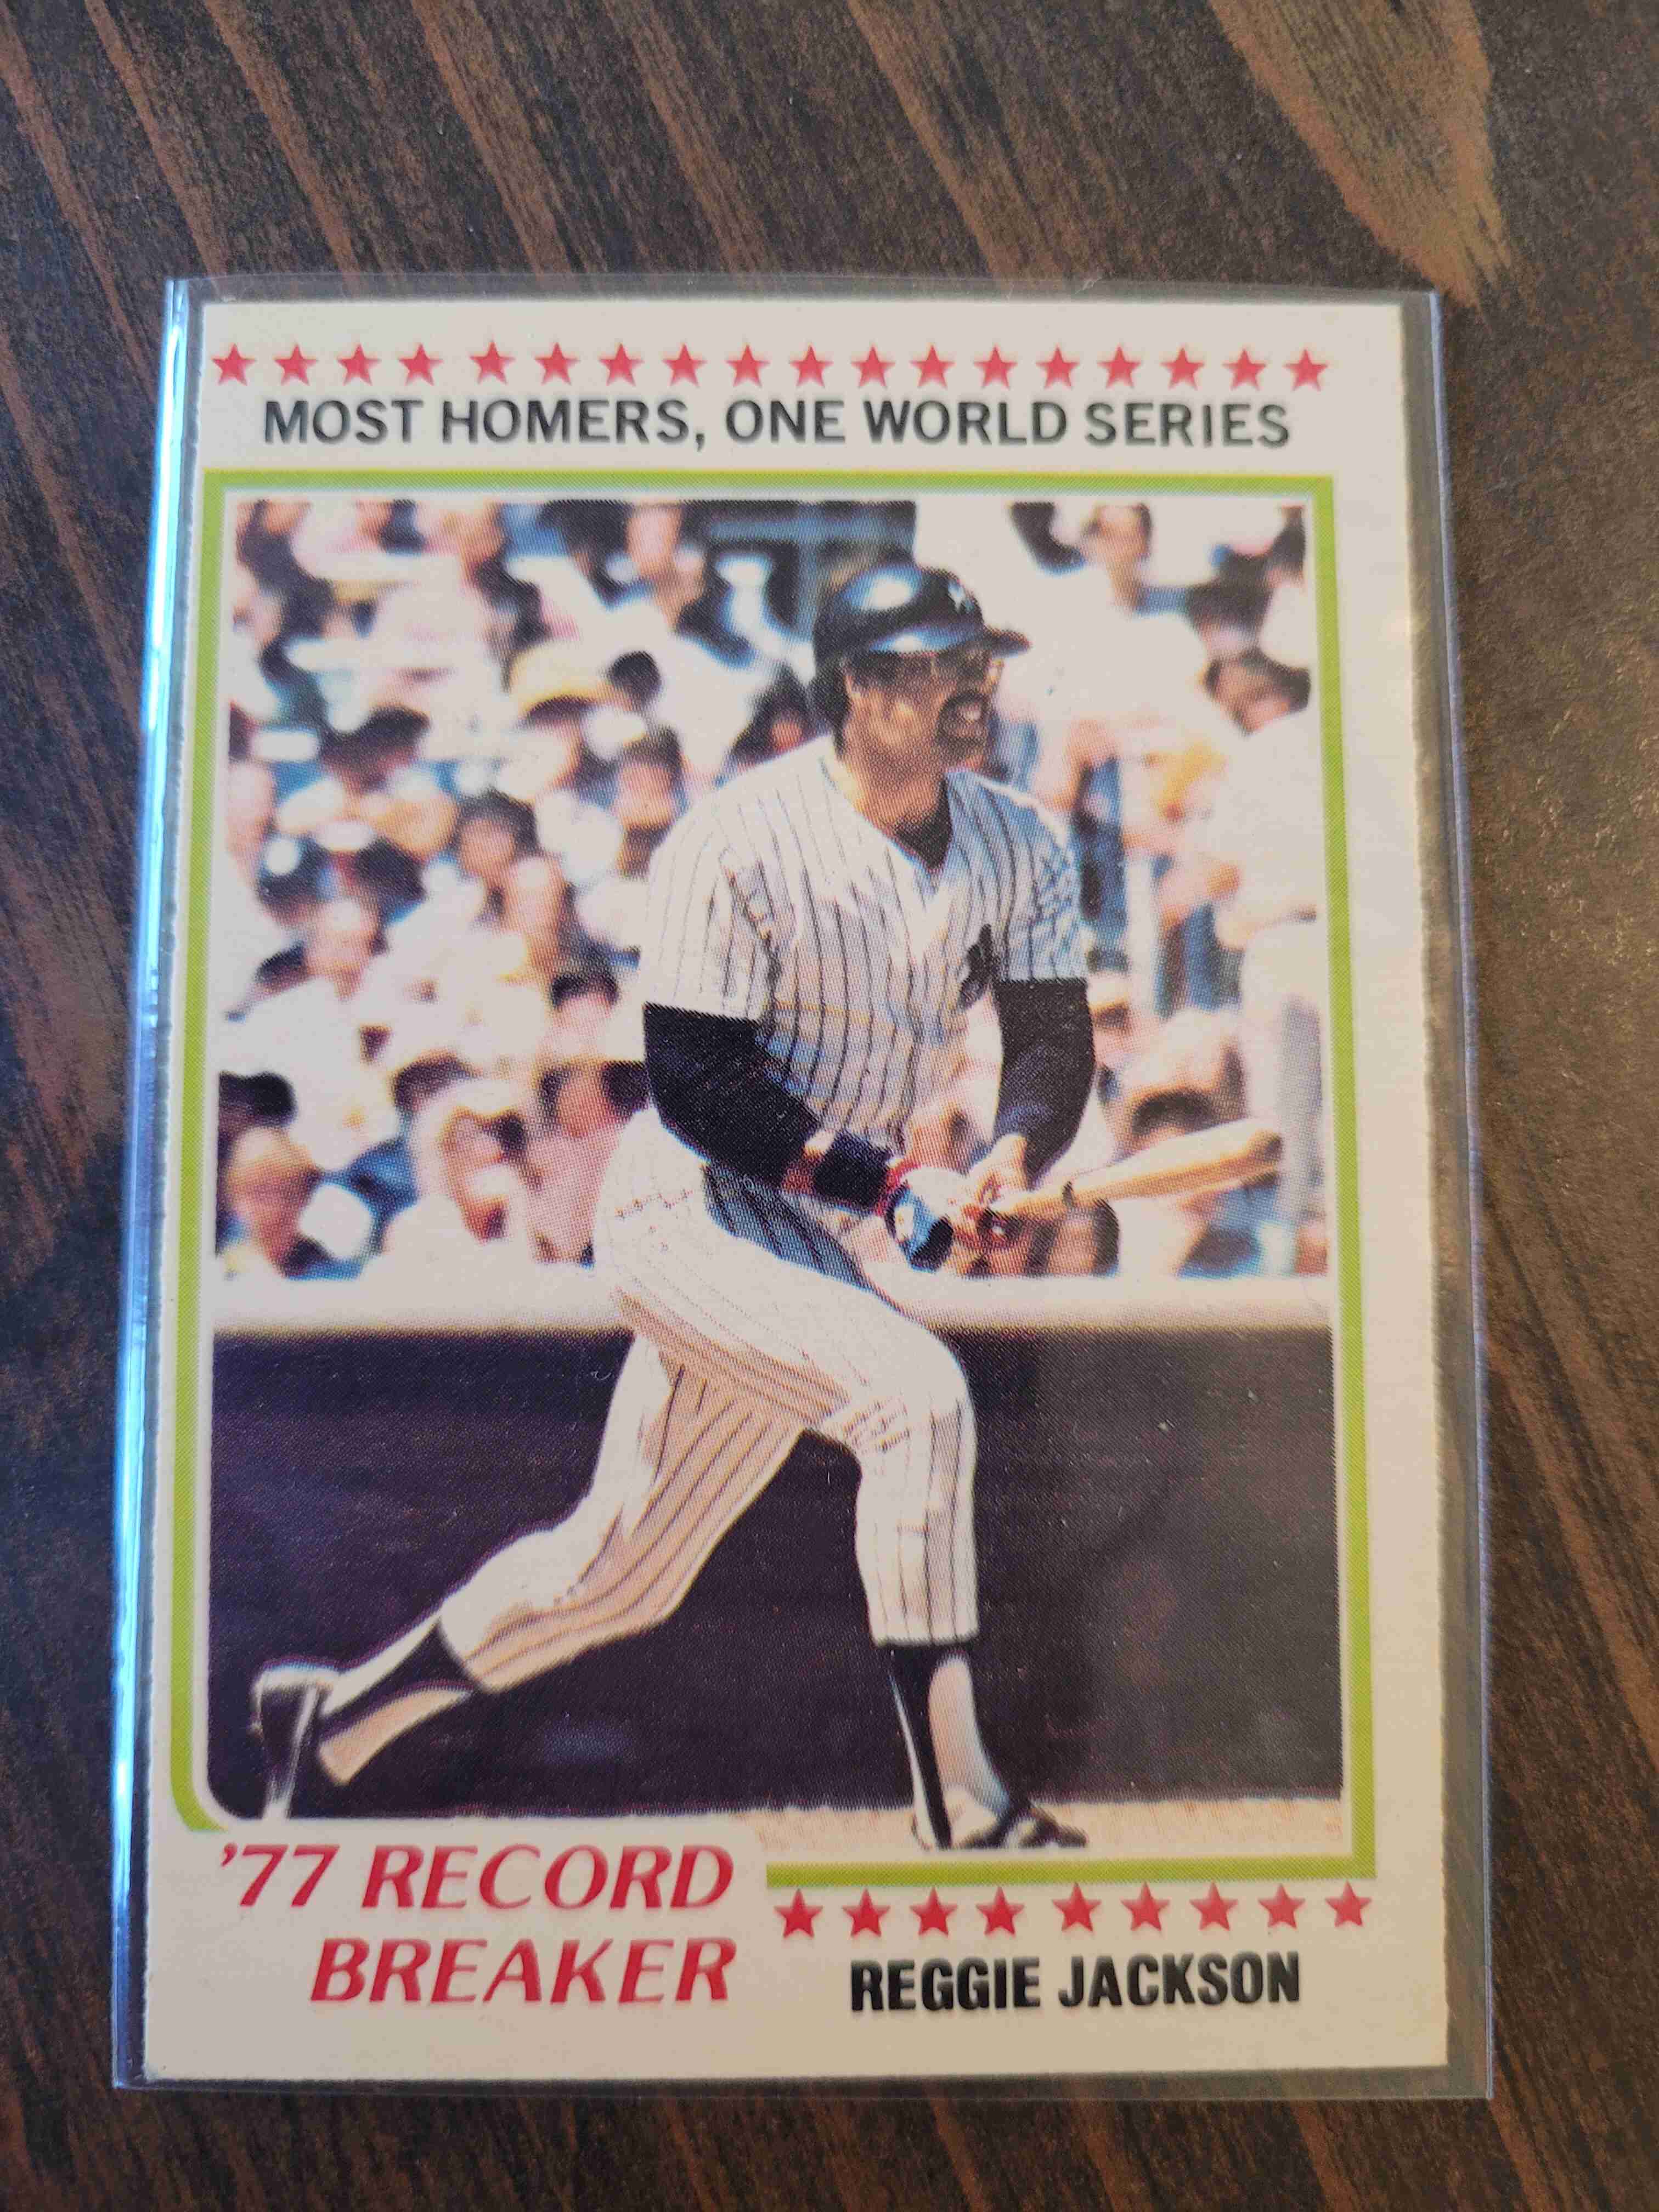 MOST HOMERS, ONE WORLD SERIES
'77 RECORD
BREAKER
REGGIE JACKSON